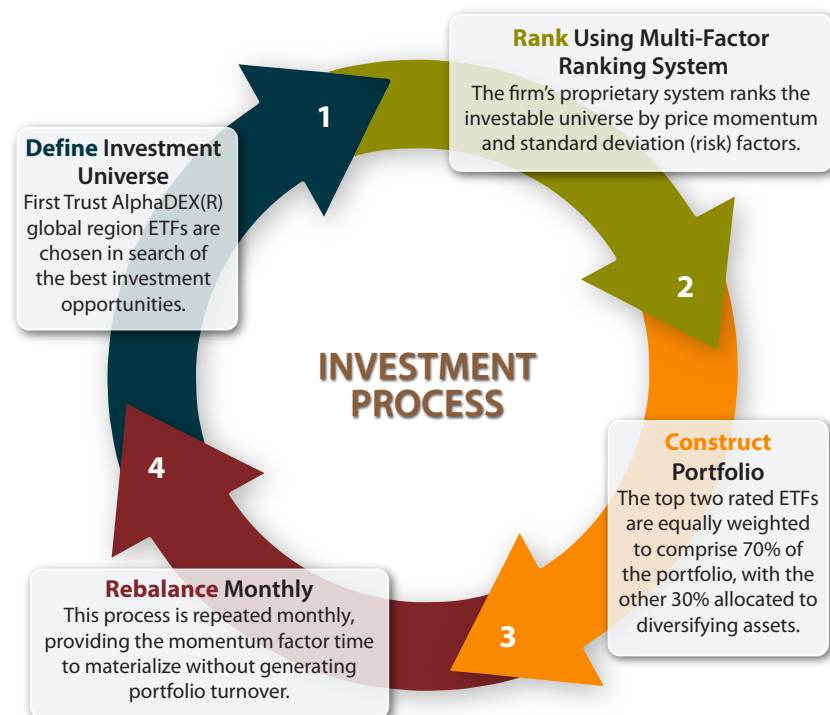 1
Define Investment
Universe
First Trust AlphaDEX(R)
global region ETFs are
chosen in search of
the best investment
opportunities.
Rank Using Multi-Factor
Ranking System
The firm's proprietary system ranks the
investable universe by price momentum
and standard deviation (risk) factors.
2
INVESTMENT
PROCESS
Construct
Portfolio
The top two rated ETFs
are equally weighted
to comprise 70% of
the portfolio, with the
other 30% allocated to
diversifying assets.
3
4
Rebalance Monthly
This process is repeated monthly,
providing the momentum factor time
to materialize without generating
portfolio turnover.